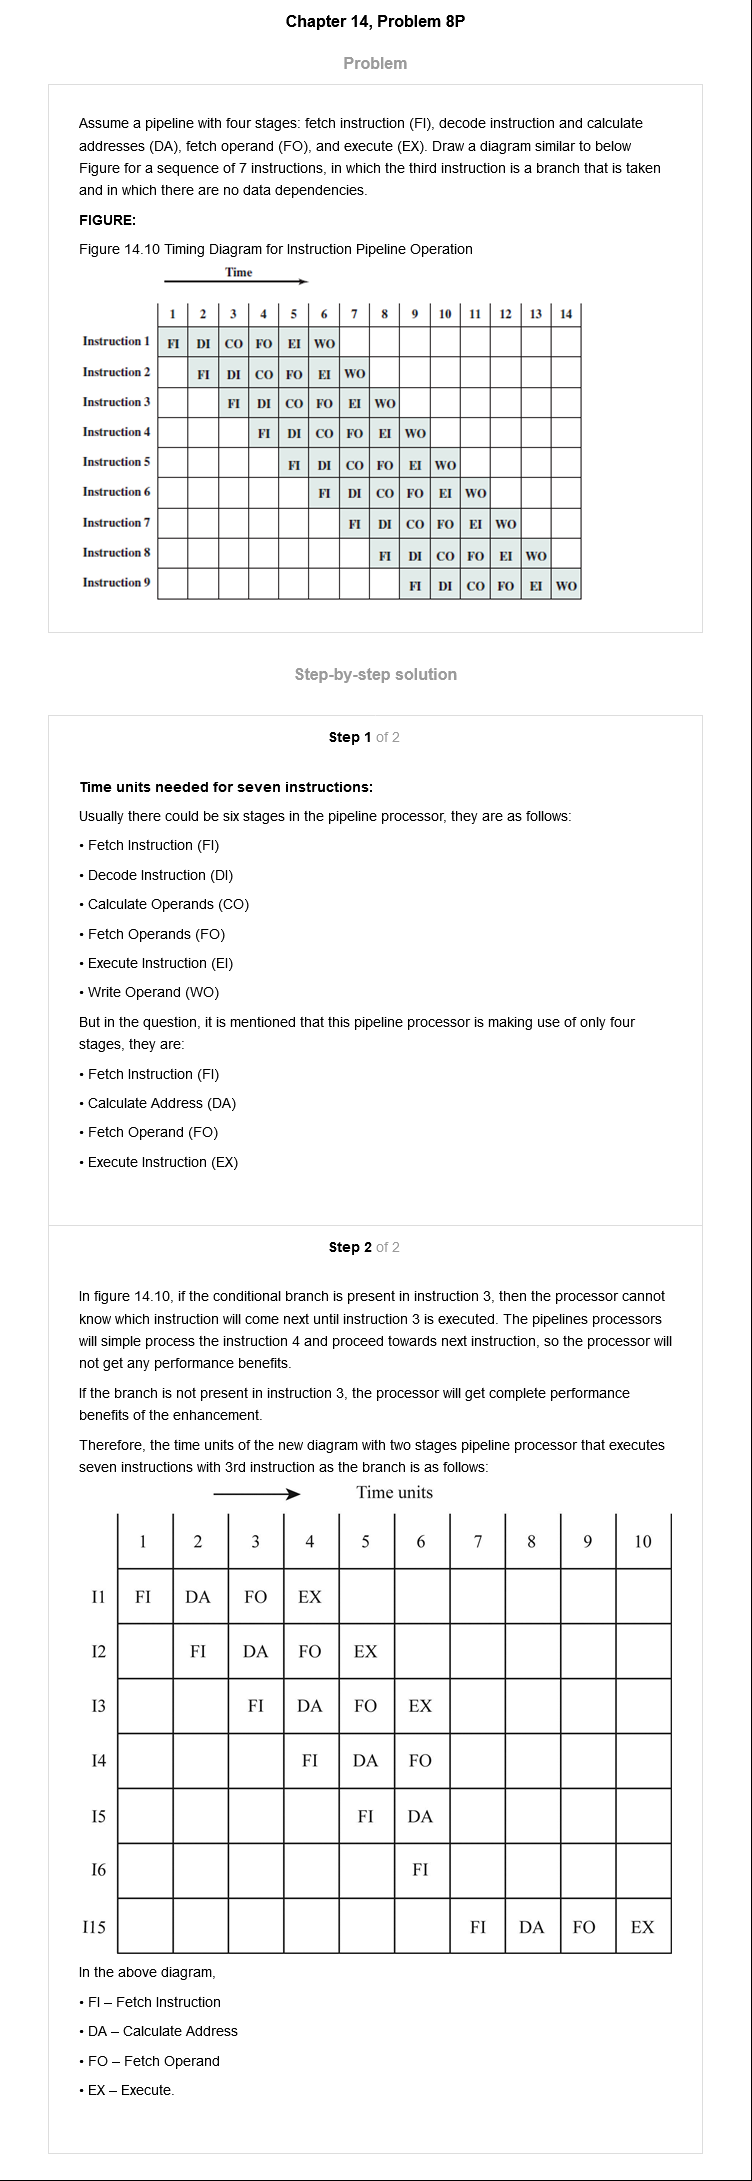 Chapter 14, Problem 8P
Problem
Assume a pipeline with four stages: fetch instruction (FI), decode instruction and calculate
addresses (DA), fetch operand (FO), and execute (EX). Draw a diagram similar to below
Figure for a sequence of 7 instructions, in which the third instruction is a branch that is taken
and in which there are no data dependencies.
FIGURE:
Figure 14.10 Timing Diagram for Instruction Pipeline Operation
Time
1 2 3 4 5 6 7 8 9 10 11 12 13 14
Instruction 1 FI DI CO FO EI WO
Instruction 2 FI DI CO FO EI WO
Instruction 3 FI DI CO FO EI WO
Instruction 4 FI DI CO FO EI WO
Instruction 5 FI DI CO FO EI WO
Instruction 6 FI DI CO FO EI WO
Instruction 7 FI DI CO FO EI WO
Instruction 8 FI DI CO FO EI WO
Instruction 9 FI DI CO FO EI WO
Step-by-step solution
Step 1 of 2
Time units needed for seven instructions:
Usually there could be six stages in the pipeline processor, they are as follows:
• Fetch Instruction (FI)
• Decode Instruction (DI)
• Calculate Operands (CO)
• Fetch Operands (FO)
• Execute Instruction (EI)
• Write Operand (WO)
But in the question, it is mentioned that this pipeline processor is making use of only four
stages, they are:
• Fetch Instruction (FI)
• Calculate Address (DA)
• Fetch Operand (FO)
• Execute Instruction (EX)
Step 2 of 2
In figure 14.10, if the conditional branch is present in instruction 3, then the processor cannot
know which instruction will come next until instruction 3 is executed. The pipelines processors
will simple process the instruction 4 and proceed towards next instruction, so the processor will
not get any performance benefits.
If the branch is not present in instruction 3, the processor will get complete performance
benefits of the enhancement.
Therefore, the time units of the new diagram with two stages pipeline processor that executes
seven instructions with 3rd instruction as the branch is as follows:
Time units
1 2 3 4 5 6 7 8 9 10
I1 FI DA FO EX
I2 FI DA FO EX
I3 FI DA FO EX
I4 FI DA FO
I5 FI DA
I6 FI
I15 FI DA FO EX
In the above diagram,
• FI – Fetch Instruction
• DA – Calculate Address
• FO – Fetch Operand
• EX – Execute.